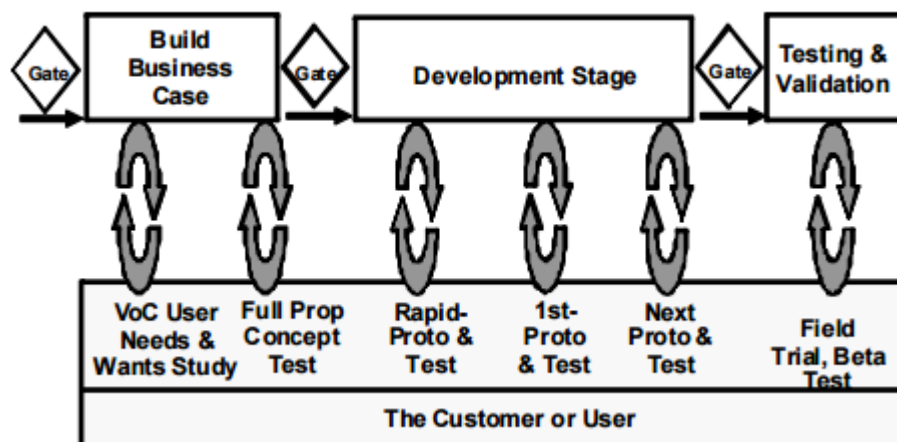 Gate
Build
Business
Case
Gate
Development Stage
Gate
Testing &
Validation
VoC User
Needs &
Wants Study
Full Prop
Concept
Test
Rapid-
Proto &
Test
1st-
Proto
& Test
Next
Proto &
Test
Field
Trial, Beta
Test
The Customer or User